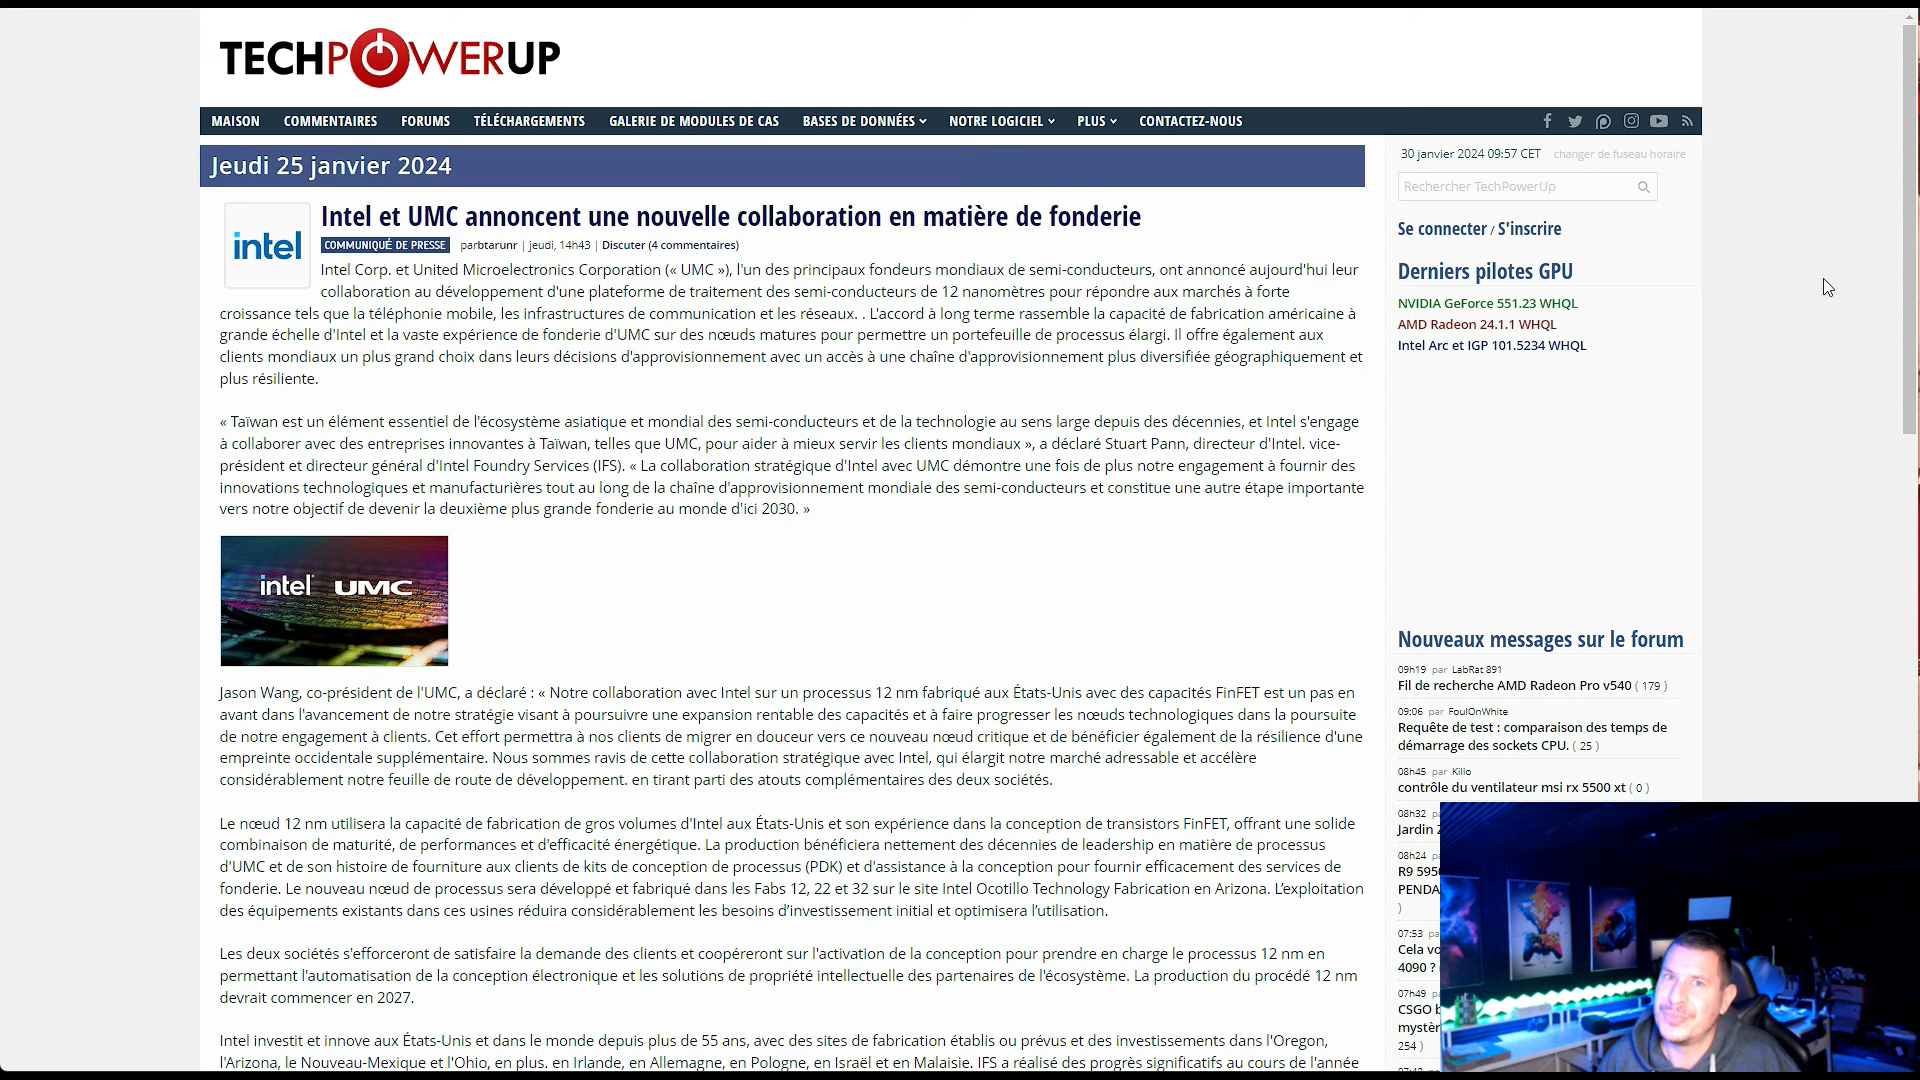 TECHPOWERUP
MAISON COMMENTAIRES FORUMS TÉLÉCHARGEMENTS GALERIE DE MODULES DE CAS BASES DE DONNÉES NOTRE LOGICIEL PLUS CONTACTEZ-NOUS
Jeudi 25 janvier 2024
intel
Intel et UMC annoncent une nouvelle collaboration en matière de fonderie
COMMUNIQUÉ DE PRESSE parbtarunr | jeudi, 14h43 | Discuter (4 commentaires)
Intel Corp. et United Microelectronics Corporation (« UMC »), l'un des principaux fondeurs mondiaux de semi-conducteurs, ont annoncé aujourd'hui leur
collaboration au développement d'une plateforme de traitement des semi-conducteurs de 12 nanomètres pour répondre aux marchés à forte
croissance tels que la téléphonie mobile, les infrastructures de communication et les réseaux. . L'accord à long terme rassemble la capacité de fabrication américaine à
grande échelle d'Intel et la vaste expérience de fonderie d'UMC sur des nœuds matures pour permettre un portefeuille de processus élargi. Il offre également aux
clients mondiaux un plus grand choix dans leurs décisions d'approvisionnement avec un accès à une chaîne d'approvisionnement plus diversifiée géographiquement et
plus résiliente.
« Taïwan est un élément essentiel de l'écosystème asiatique et mondial des semi-conducteurs et de la technologie au sens large depuis des décennies, et Intel s'engage
à collaborer avec des entreprises innovantes à Taïwan, telles que UMC, pour aider à mieux servir les clients mondiaux », a déclaré Stuart Pann, directeur d'Intel. vice-
président et directeur général d'Intel Foundry Services (IFS). « La collaboration stratégique d'Intel avec UMC démontre une fois de plus notre engagement à fournir des
innovations technologiques et manufacturières tout au long de la chaîne d'approvisionnement mondiale des semi-conducteurs et constitue une autre étape importante
vers notre objectif de devenir la deuxième plus grande fonderie au monde d'ici 2030. »
intel UMC
Jason Wang, co-président de l'UMC, a déclaré : « Notre collaboration avec Intel sur un processus 12 nm fabriqué aux États-Unis avec des capacités FinFET est un pas en
avant dans l'avancement de notre stratégie visant à poursuivre une expansion rentable des capacités et à faire progresser les nœuds technologiques dans la poursuite
de notre engagement à clients. Cet effort permettra à nos clients de migrer en douceur vers ce nouveau nœud critique et de bénéficier également de la résilience d'une
empreinte occidentale supplémentaire. Nous sommes ravis de cette collaboration stratégique avec Intel, qui élargit notre marché adressable et accélère
considérablement notre feuille de route de développement. en tirant parti des atouts complémentaires des deux sociétés.
Le nœud 12 nm utilisera la capacité de fabrication de gros volumes d'Intel aux États-Unis et son expérience dans la conception de transistors FinFET, offrant une solide
combinaison de maturité, de performances et d'efficacité énergétique. La production bénéficiera nettement des décennies de leadership en matière de processus
d'UMC et de son histoire de fourniture aux clients de kits de conception de processus (PDK) et d'assistance à la conception pour fournir efficacement des services de
fonderie. Le nouveau nœud de processus sera développé et fabriqué dans les Fabs 12, 22 et 32 sur le site Intel Ocotillo Technology Fabrication en Arizona. L’exploitation
des équipements existants dans ces usines réduira considérablement les besoins d’investissement initial et optimisera l’utilisation.
Les deux sociétés s'efforceront de satisfaire la demande des clients et coopéreront sur l'activation de la conception pour prendre en charge le processus 12 nm en
permettant l'automatisation de la conception électronique et les solutions de propriété intellectuelle des partenaires de l'écosystème. La production du procédé 12 nm
devrait commencer en 2027.
Intel investit et innove aux États-Unis et dans le monde depuis plus de 55 ans, avec des sites de fabrication établis ou prévus et des investissements dans l'Oregon,
l'Arizona, le Nouveau-Mexique et l'Ohio, en plus. en Irlande, en Allemagne, en Pologne, en Israël et en Malaisie. IFS a réalisé des progrès significatifs au cours de l'année
30 janvier 2024 09:57 CET changer de fuseau horaire
Rechercher TechPowerUp
Se connecter / S'inscrire
Derniers pilotes GPU
NVIDIA GeForce 551.23 WHQL
AMD Radeon 24.1.1 WHQL
Intel Arc et IGP 101.5234 WHQL
Nouveaux messages sur le forum
09h19 par LabRat 891
Fil de recherche AMD Radeon Pro v540 ( 179 )
09:06 par FoulOnWhite
Requête de test : comparaison des temps de
démarrage des sockets CPU. ( 25 )
08h45 par Killo
contrôle du ventilateur msi rx 5500 xt ( 0 )
08h32
Jardin
08h24
R9 595
PENDA
)
07:53
Cela vo
4090 ?
07h49
CSGO
mystèr
254 )